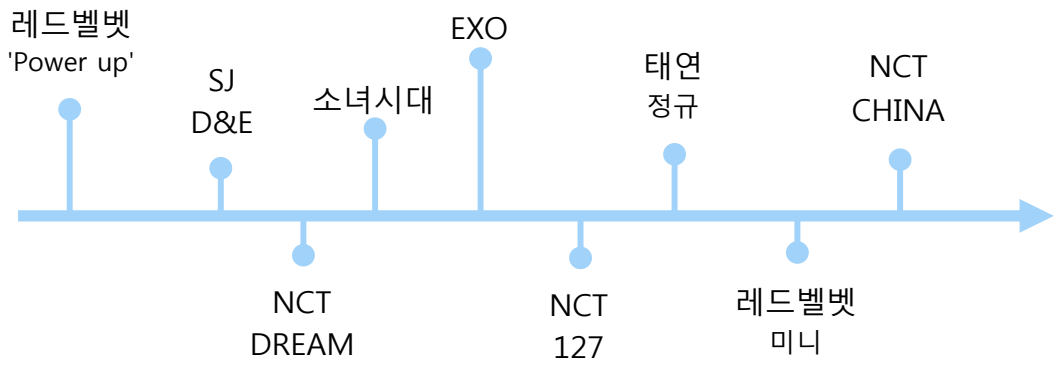 레드벨벳
'Power up'
SJ
D&E
NCT
DREAM
소녀시대
EXO
NCT
127
태연
정규
레드벨벳
미니
NCT
CHINA